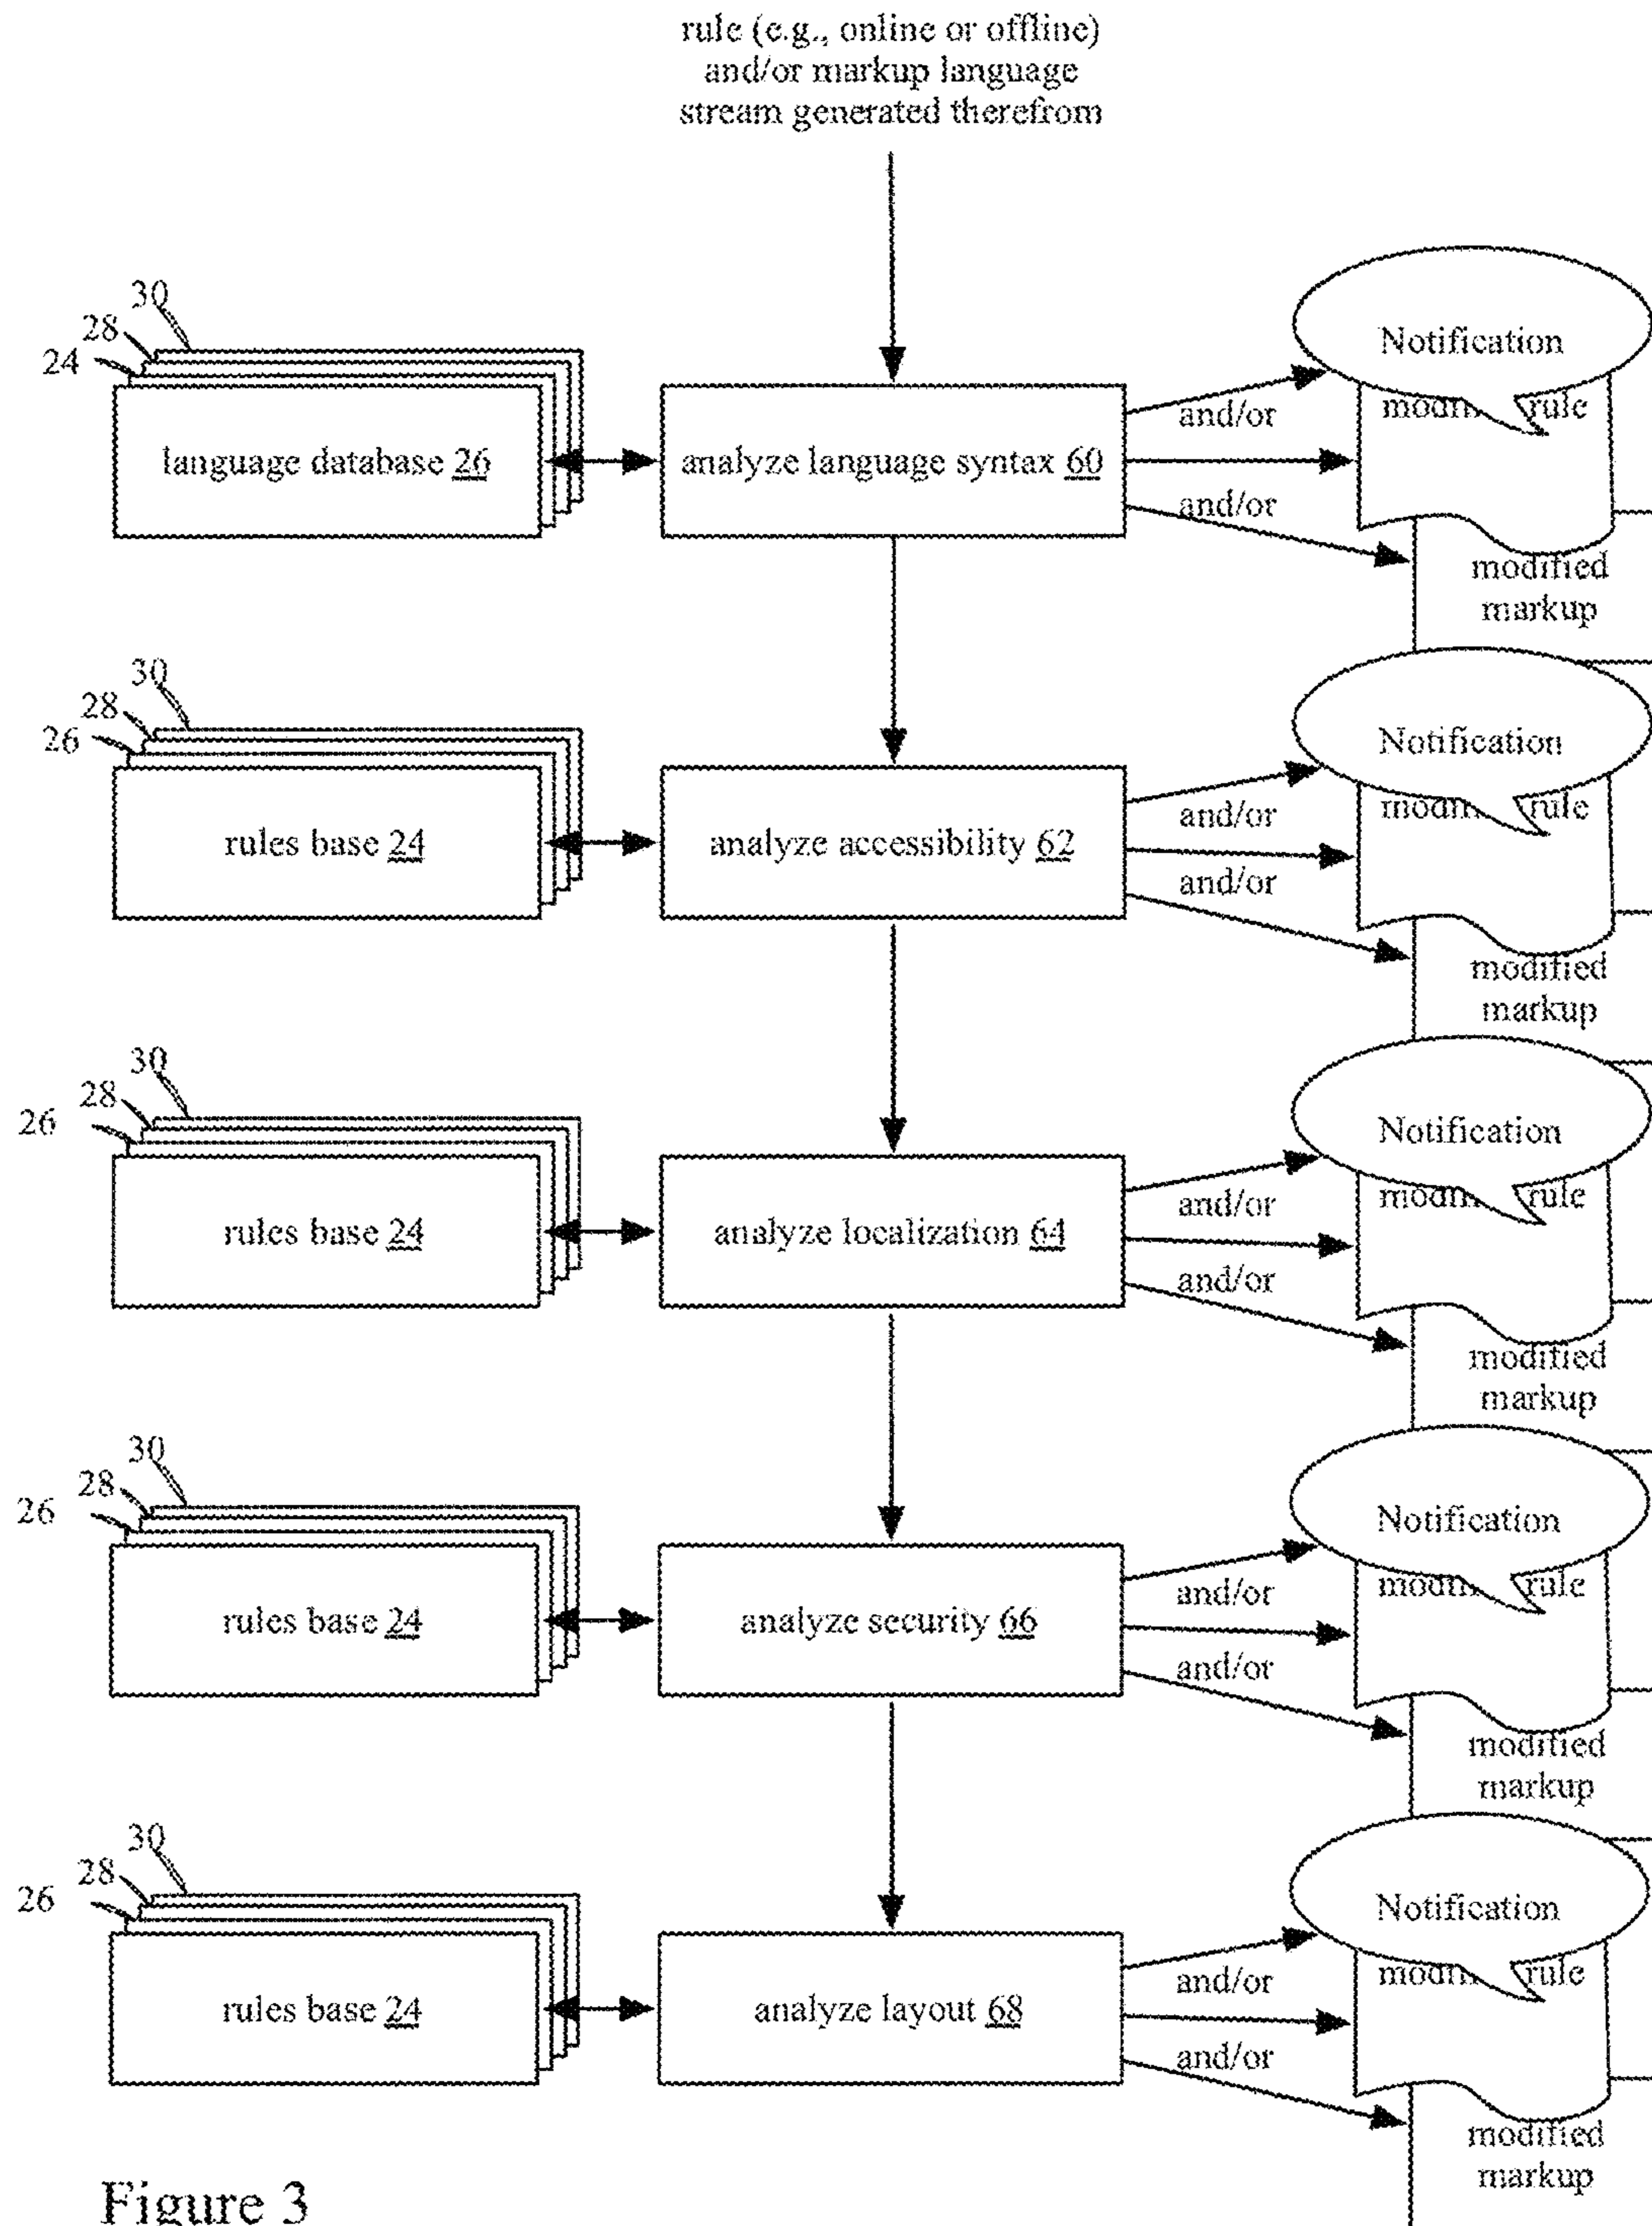 rule (e.g., online or offline)
and/or markup language
stream generated therefrom
30
28
24
language database 26
analyze language syntax 60
and/or
and/or
Notification
rule
modified
markup
30
28
26
rules base 24
analyze accessibility 62
and/or
and/or
Notification
rule
modified
markup
30
28
26
rules base 24
analyze localization 64
and/or
and/or
Notification
rule
modified
markup
30
28
26
rules base 24
analyze security 66
and/or
and/or
Notification
rule
modified
markup
30
28
26
rules base 24
analyze layout 68
and/or
and/or
Notification
rule
modified
markup
Figure 3